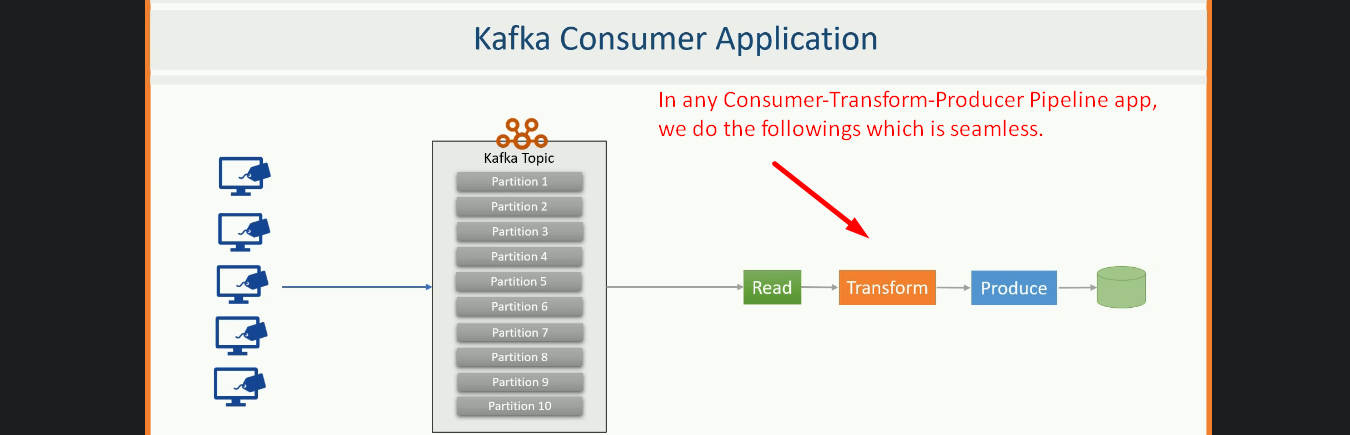 Kafka Consumer Application
In any Consumer-Transform-Producer Pipeline app,
we do the followings which is seamless.
Kafka Topic
Partition 1
Partition 2
Partition 3
Partition 4
Partition 5
Partition 6
Partition 7
Partition 8
Partition 9
Partition 10
Read
Transform
Produce